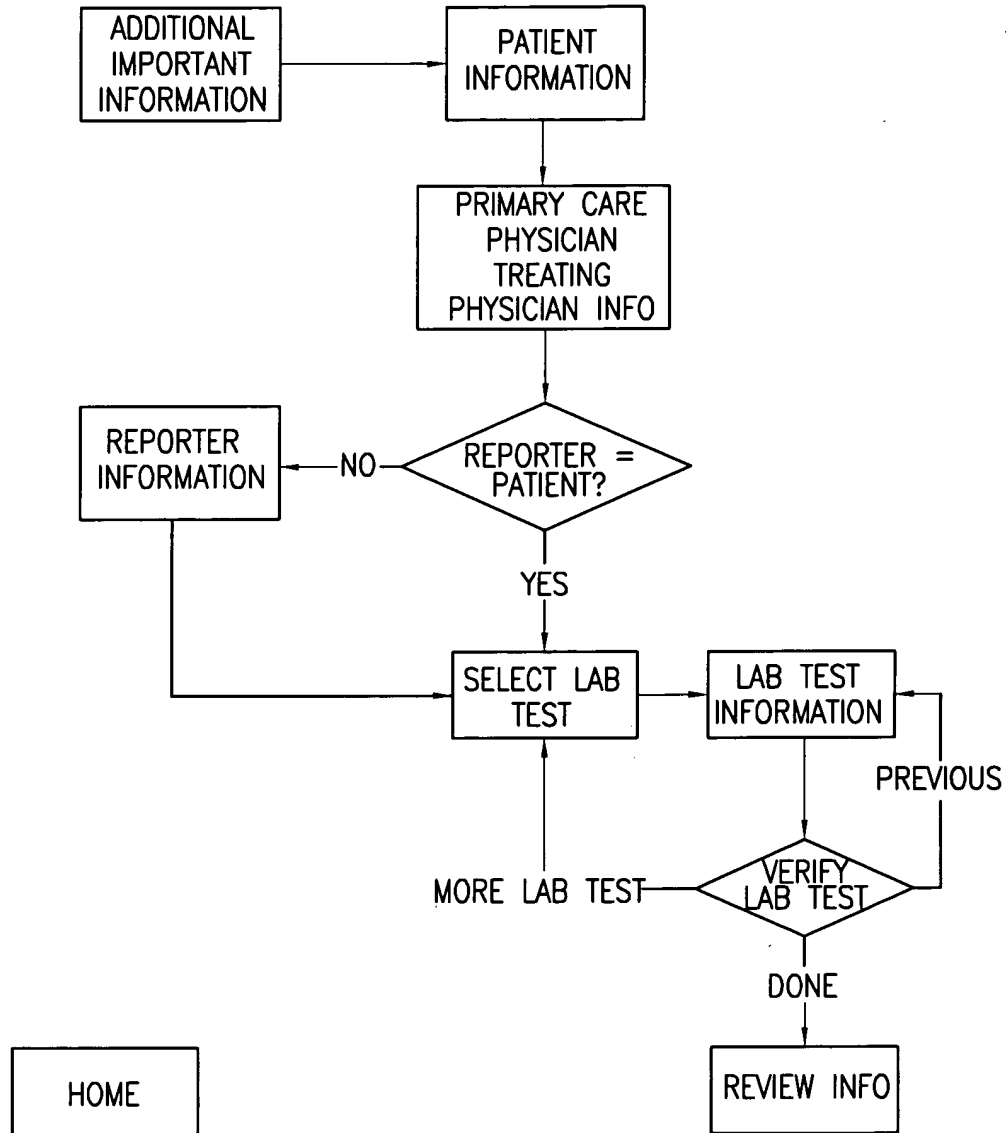 ADDITIONAL
IMPORTANT
INFORMATION
PATIENT
INFORMATION
PRIMARY CARE
PHYSICIAN
TREATING
PHYSICIAN INFO
REPORTER
INFORMATION
NO
REPORTER =
PATIENT?
YES
SELECT LAB
TEST
LAB TEST
INFORMATION
PREVIOUS
MORE LAB TEST
VERIFY
LAB TEST
DONE
HOME
REVIEW INFO